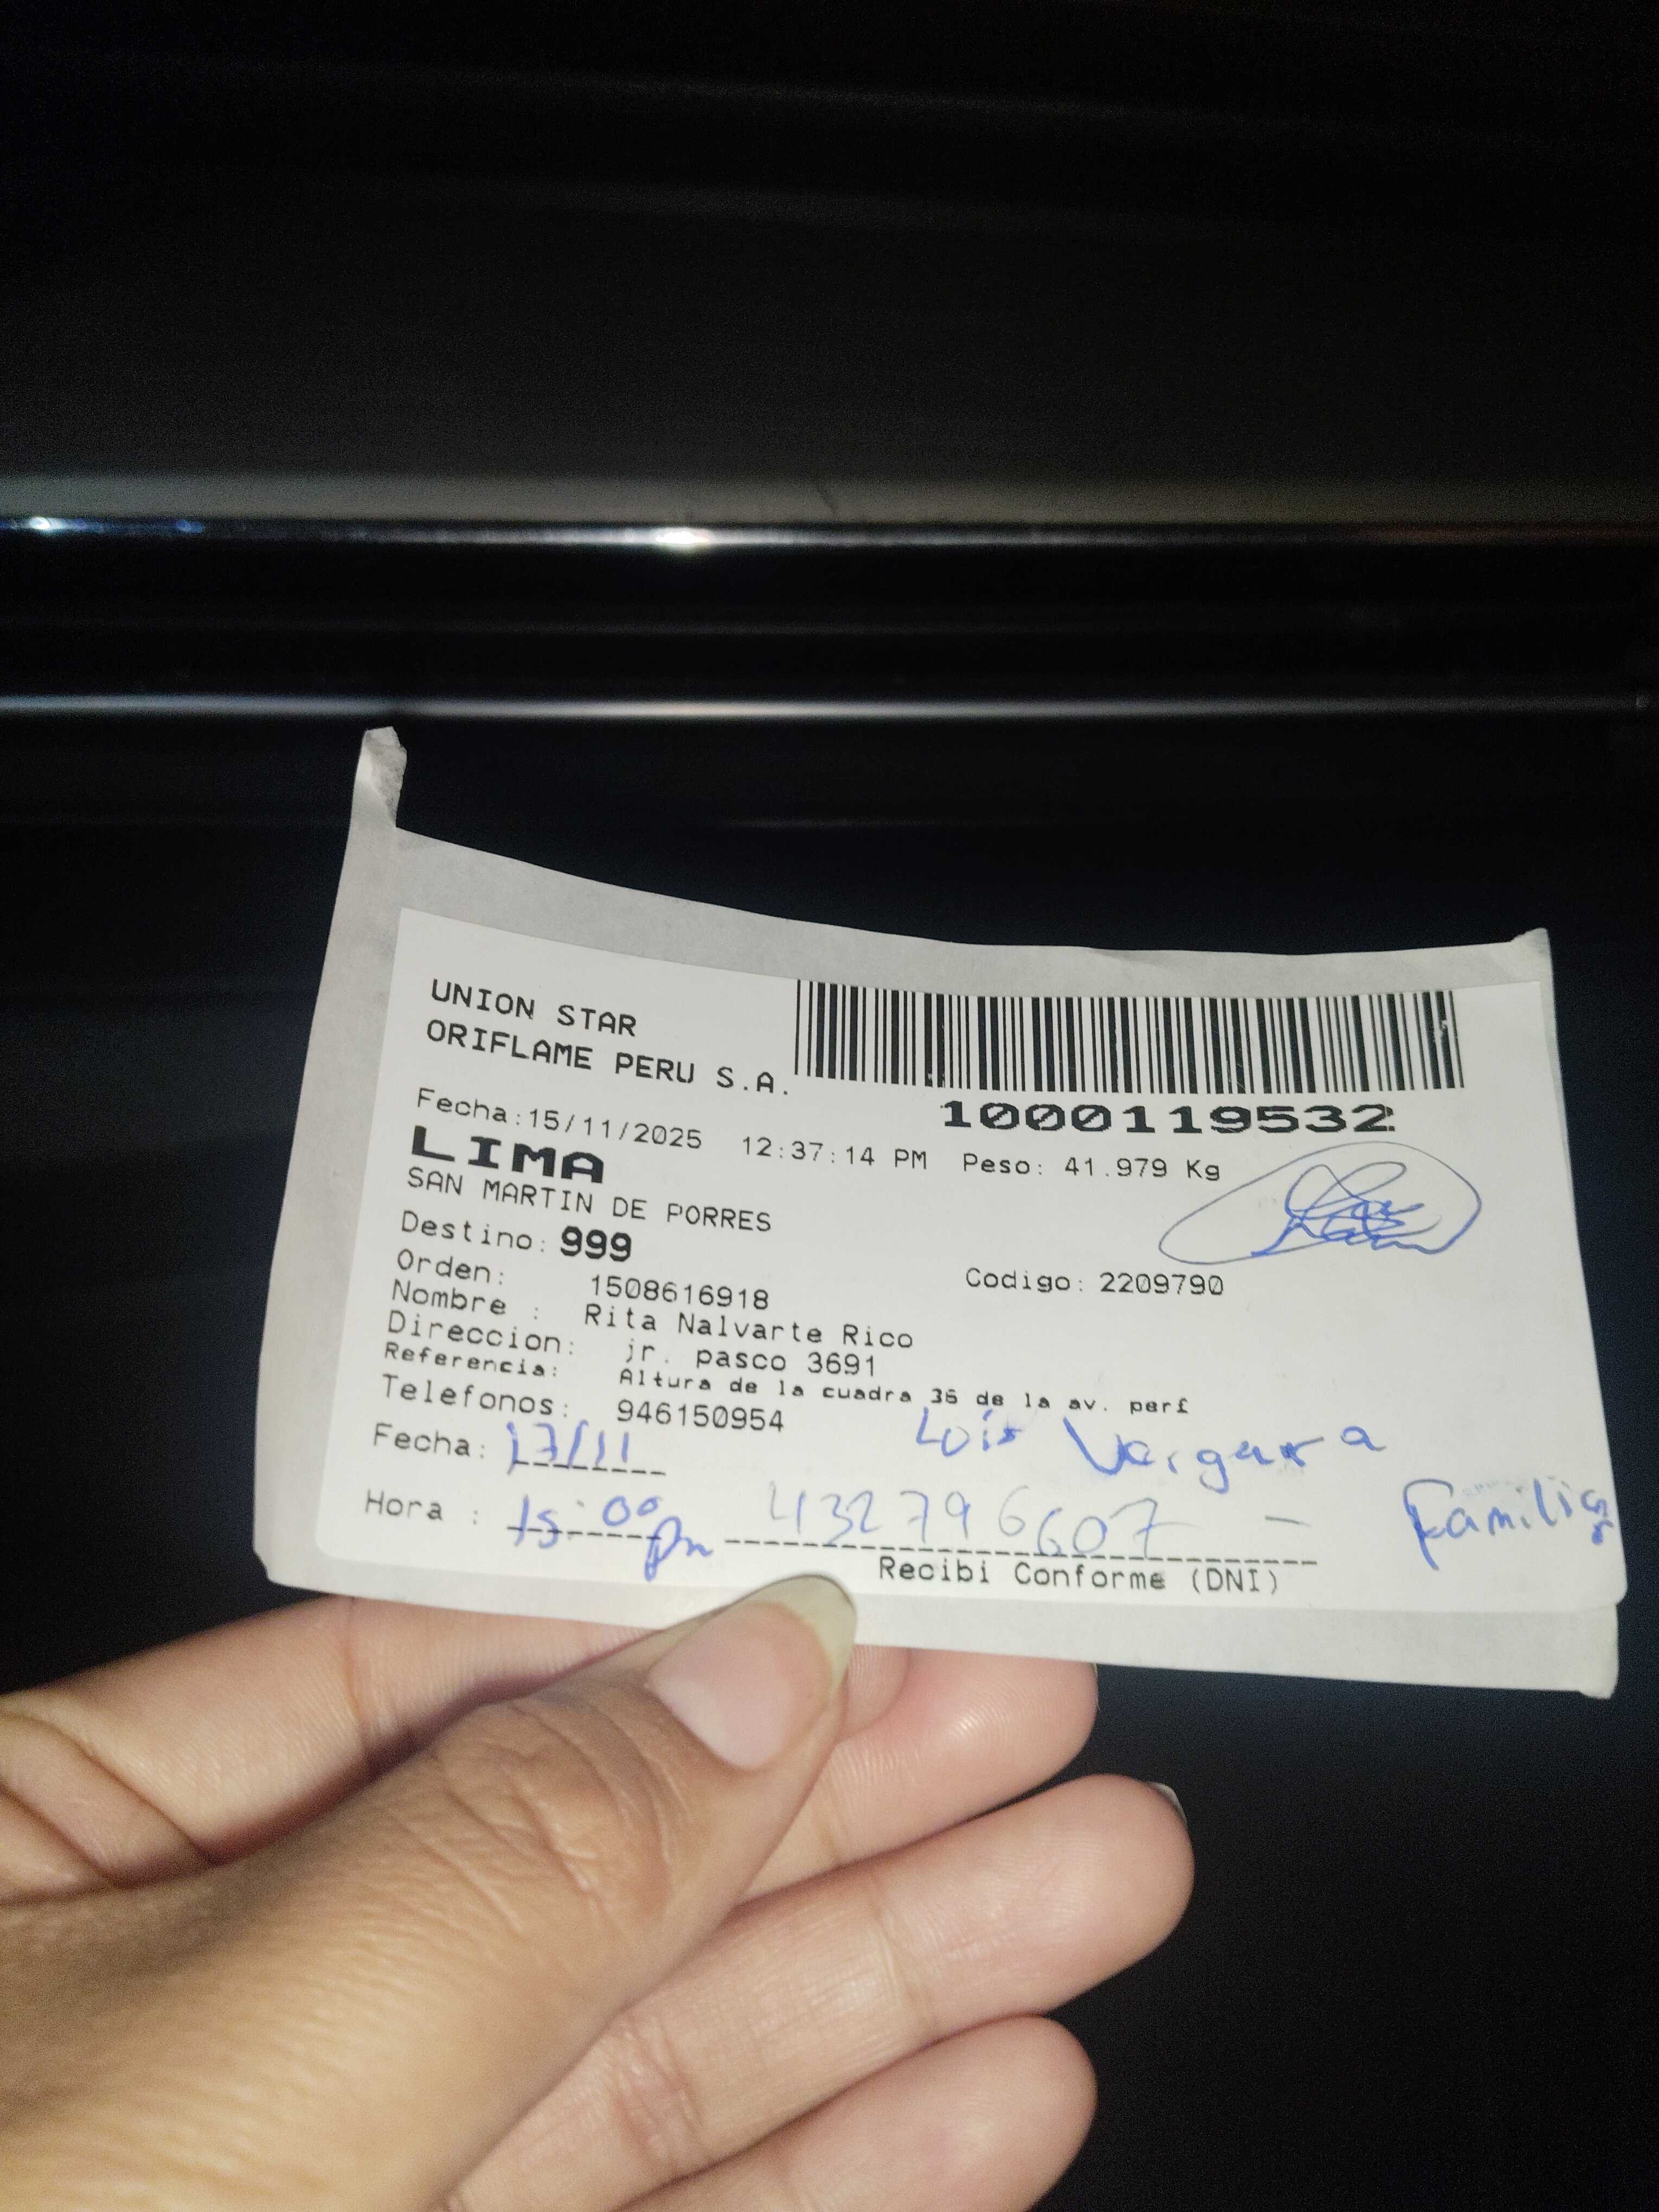 UNION STAR
ORIFLAME PERU S.A.
1000119532
Fecha:15/11/2025 12:37:14 PM Peso: 41.979 Kg
LIMA
SAN MARTIN DE PORRES
Destino: 999
Orden: 1508616918 Codigo: 2209790
Nombre : Rita Nalvarte Rico
Direccion: jr. pasco 3691
Referencia: Altura de la cuadra 36 de la av. perf
Telefonos: 946150954
Luis Vergara
Fecha: 17/11
Hora : 15:00 pm 432796607 - Familia
Recibi Conforme (DNI)